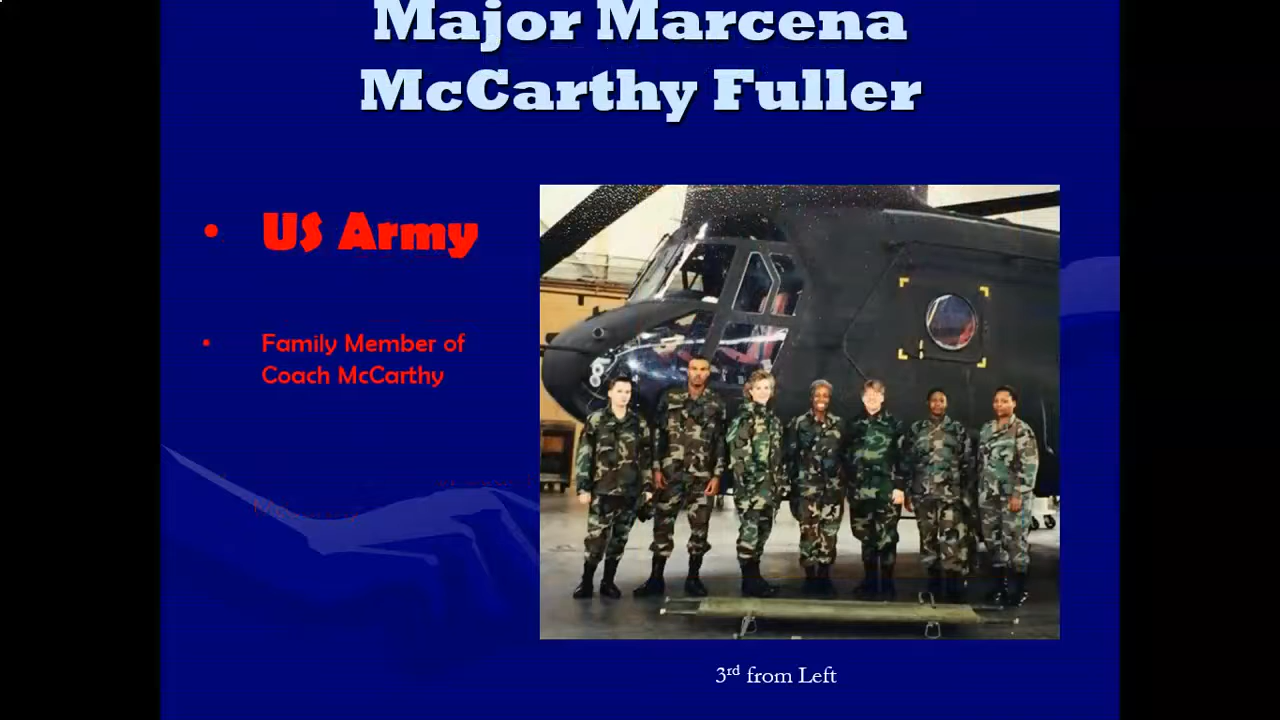 Major Marcena
McCarthy Fuller
• US Army
• Family Member of
Coach McCarthy
3rd from Left